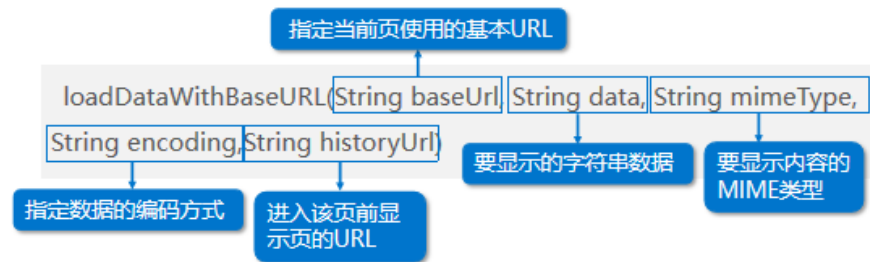 指定当前页使用的基本URL
loadDataWithBaseURL(String baseUrl, String data, String mimeType,
String encoding,String historyUrl)
要显示的字符串数据
要显示内容的
MIME类型
指定数据的编码方式
进入该页前显
示页的URL